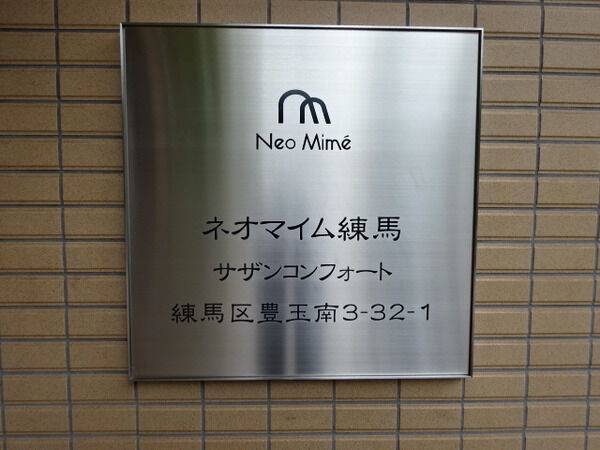 Neo Mimé
ネオマイム練馬
サザンコンフォート
練馬区豊玉南3-32-1